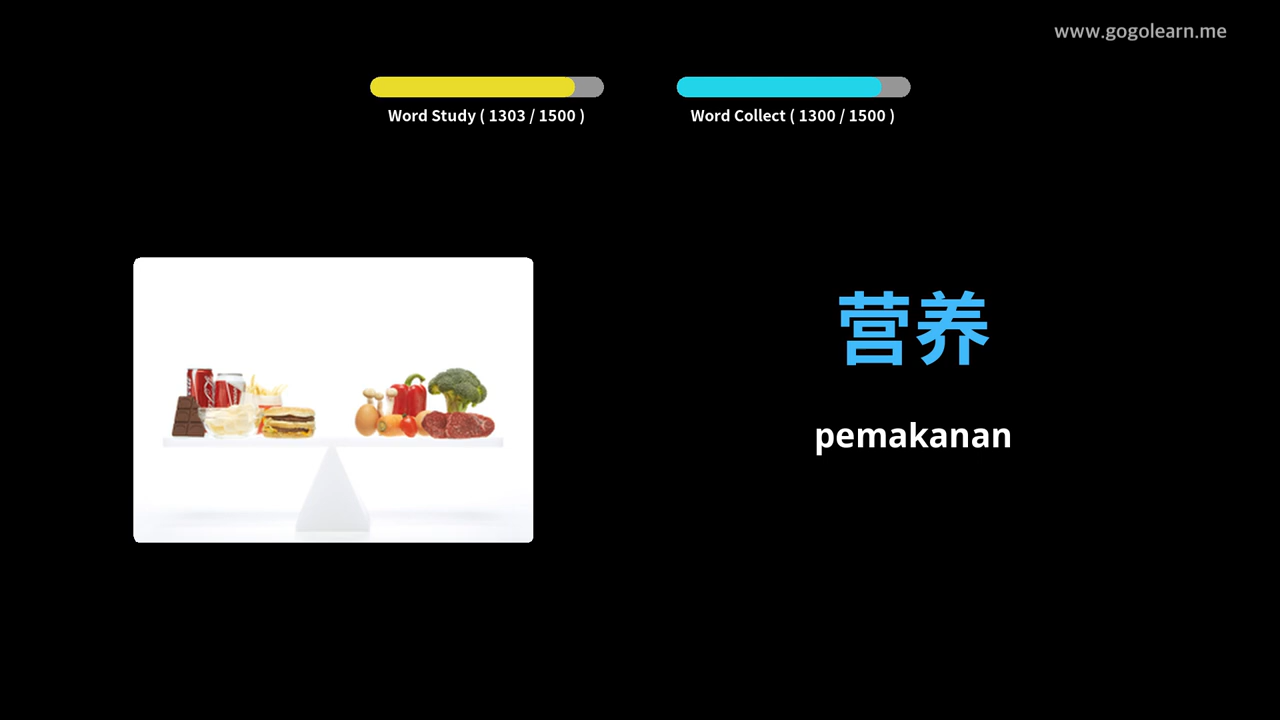 www.gogolearn.me
Word Study ( 1303 / 1500 )
Word Collect ( 1300 / 1500 )
营养
pemakanan